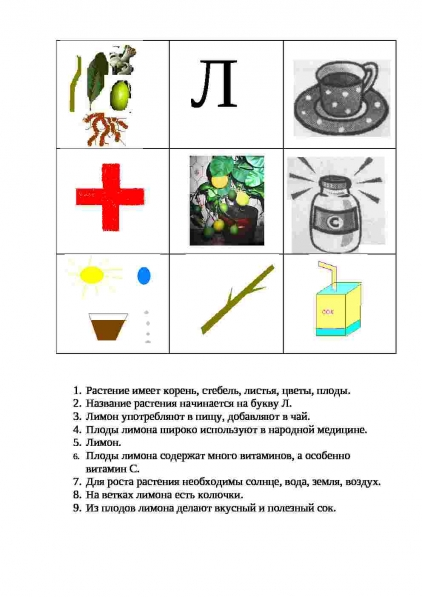 Л
C
сок
1. Растение имеет корень, стебель, листья, цветы, плоды.
2. Название растения начинается на букву Л.
3. Лимон употребляют в пищу, добавляют в чай.
4. Плоды лимона широко используют в народной медицине.
5. Лимон.
6. Плоды лимона содержат много витаминов, а особенно
витамин С.
7. Для роста растения необходимы солнце, вода, земля, воздух.
8. На ветках лимона есть колючки.
9. Из плодов лимона делают вкусный и полезный сок.